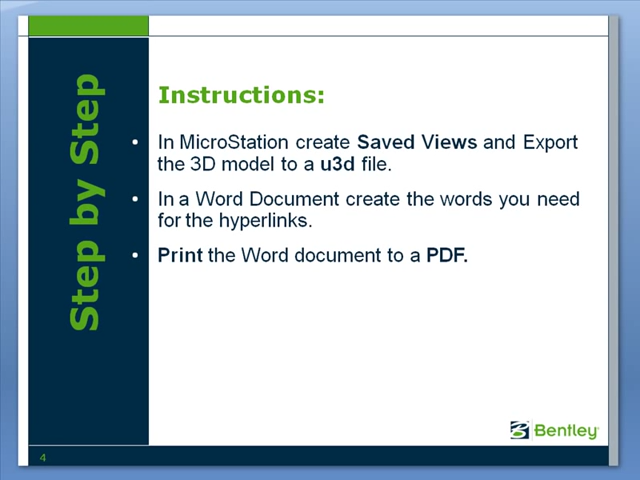 Step by Step
Instructions:
• In MicroStation create Saved Views and Export
the 3D model to a u3d file.
• In a Word Document create the words you need
for the hyperlinks.
• Print the Word document to a PDF.
Bentley
4